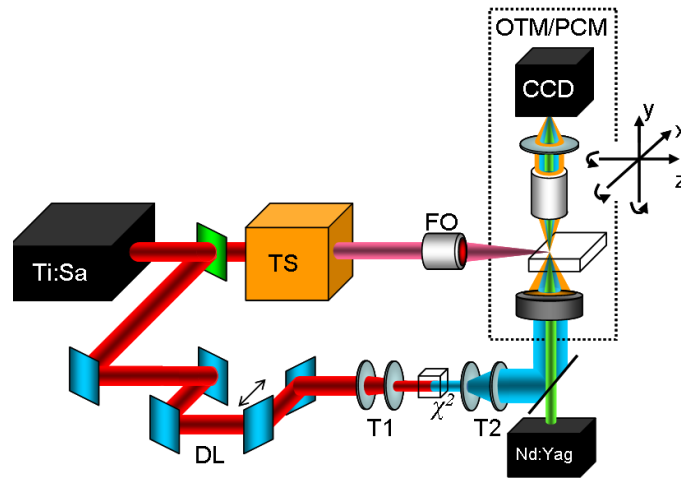 OTM/PCM
CCD
y
x
z
FO
Ti:Sa
TS
χ²
T1
T2
DL
Nd:Yag